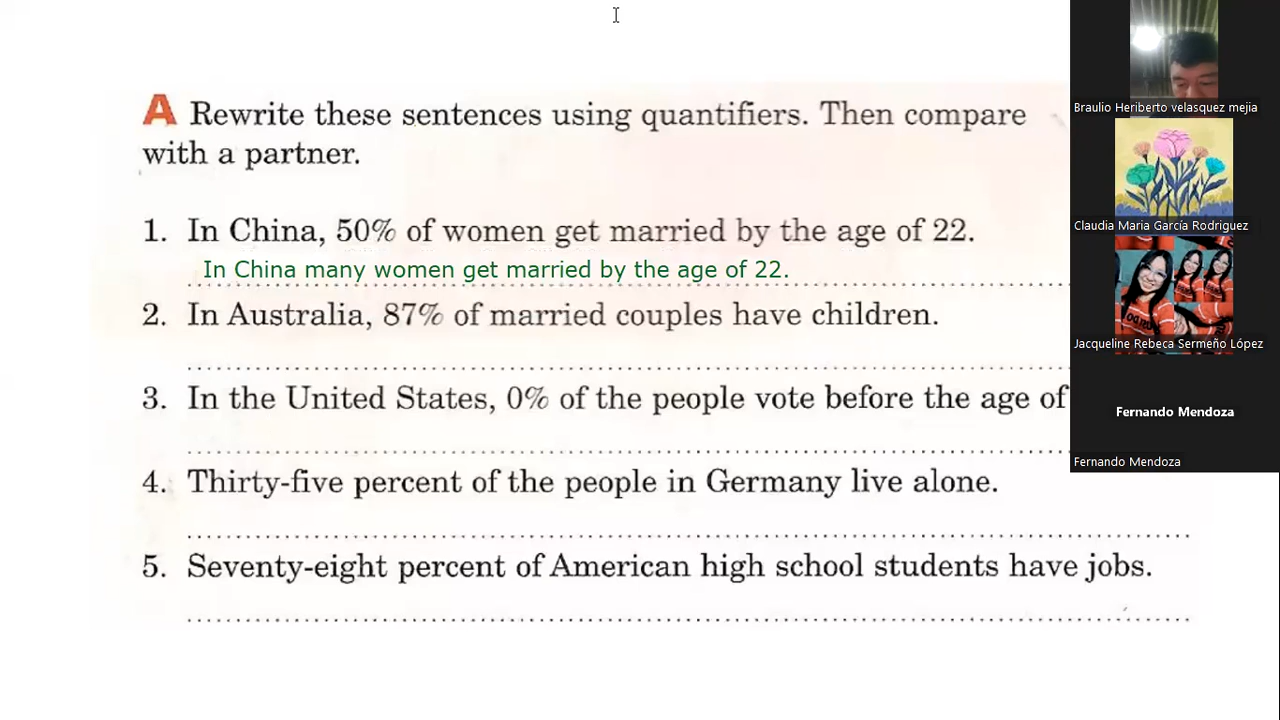 A Rewrite these sentences using quantifiers. Then compare
with a partner.
1. In China, 50% of women get married by the age of 22.
In China many women get married by the age of 22.
2. In Australia, 87% of married couples have children.
3. In the United States, 0% of the people vote before the age of
4. Thirty-five percent of the people in Germany live alone.
5. Seventy-eight percent of American high school students have jobs.
Braulio Heriberto velasquez mejia
Claudia Maria García Rodriguez
Jacqueline Rebeca Sermeño López
Fernando Mendoza
Fernando Mendoza